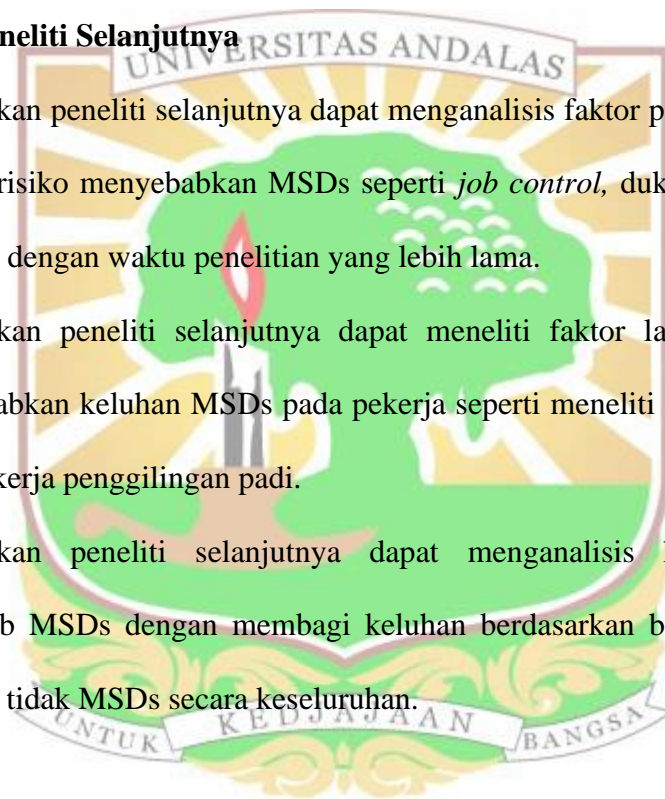 neliti Selanjutnya
UNIVERSITAS ANDALAS
kan peneliti selanjutnya dapat menganalisis faktor p
risiko menyebabkan MSDs seperti job control, duk
dengan waktu penelitian yang lebih lama.
kan peneliti selanjutnya dapat meneliti faktor la
abkan keluhan MSDs pada pekerja seperti meneliti
kerja penggilingan padi.
kan peneliti selanjutnya dapat menganalisis
b MSDs dengan membagi keluhan berdasarkan b
tidak MSDs secara keseluruhan.
UNTUK KEDJAJAAN BANGSA